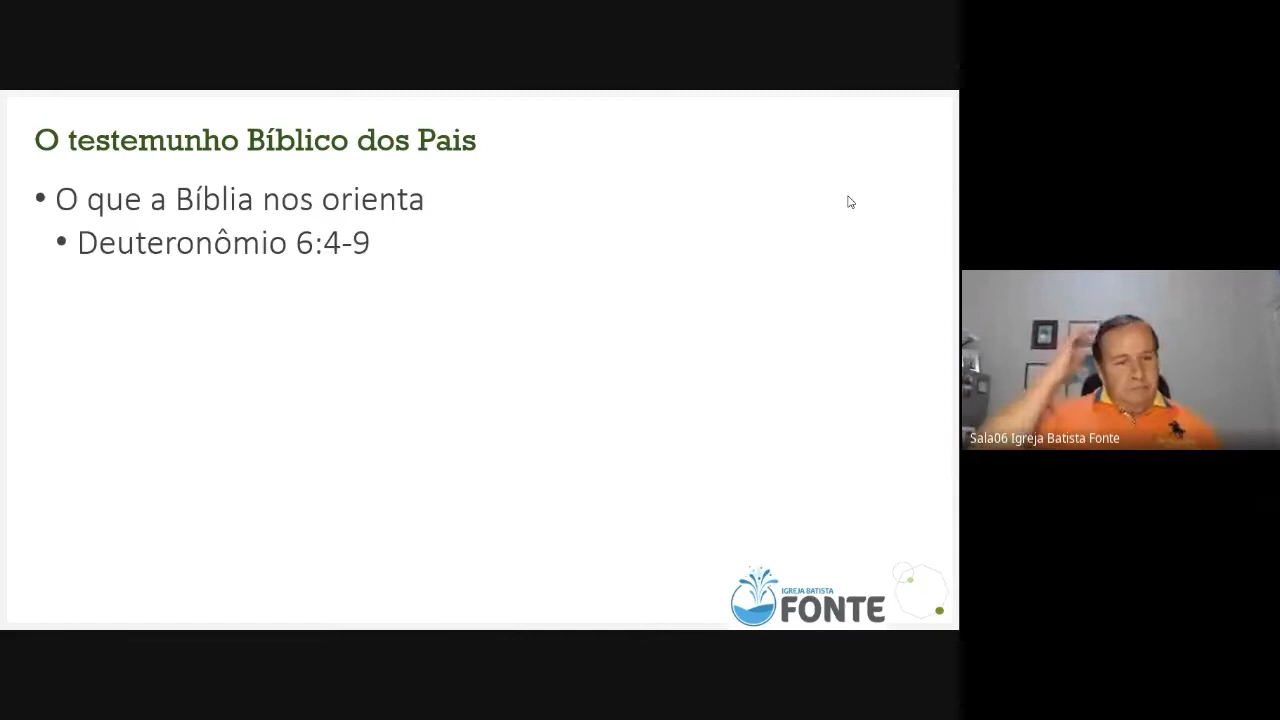 O testemunho Bíblico dos Pais
• O que a Bíblia nos orienta
• Deuteronômio 6:4-9
Sala06 Igreja Batista Fonte
IGREJA BATISTA
FONTE